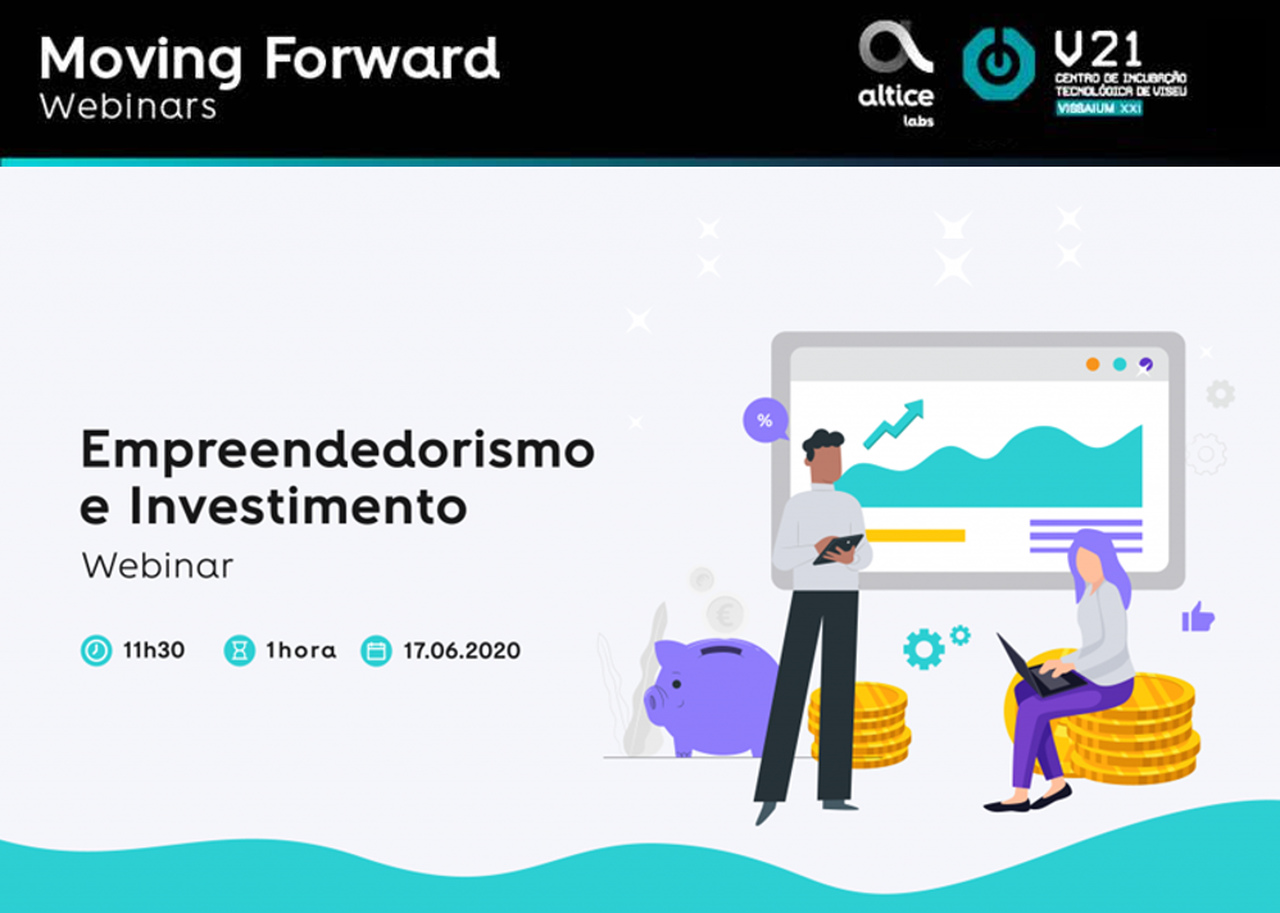 Moving Forward
Webinars
altice
labs
V21
CENTRO DE INCUBAÇÃO
TECNOLÓGICA DE VISEU
VISSAIUM XXI
%
€
Empreendedorismo
e Investimento
Webinar
11h30 1hora 17.06.2020